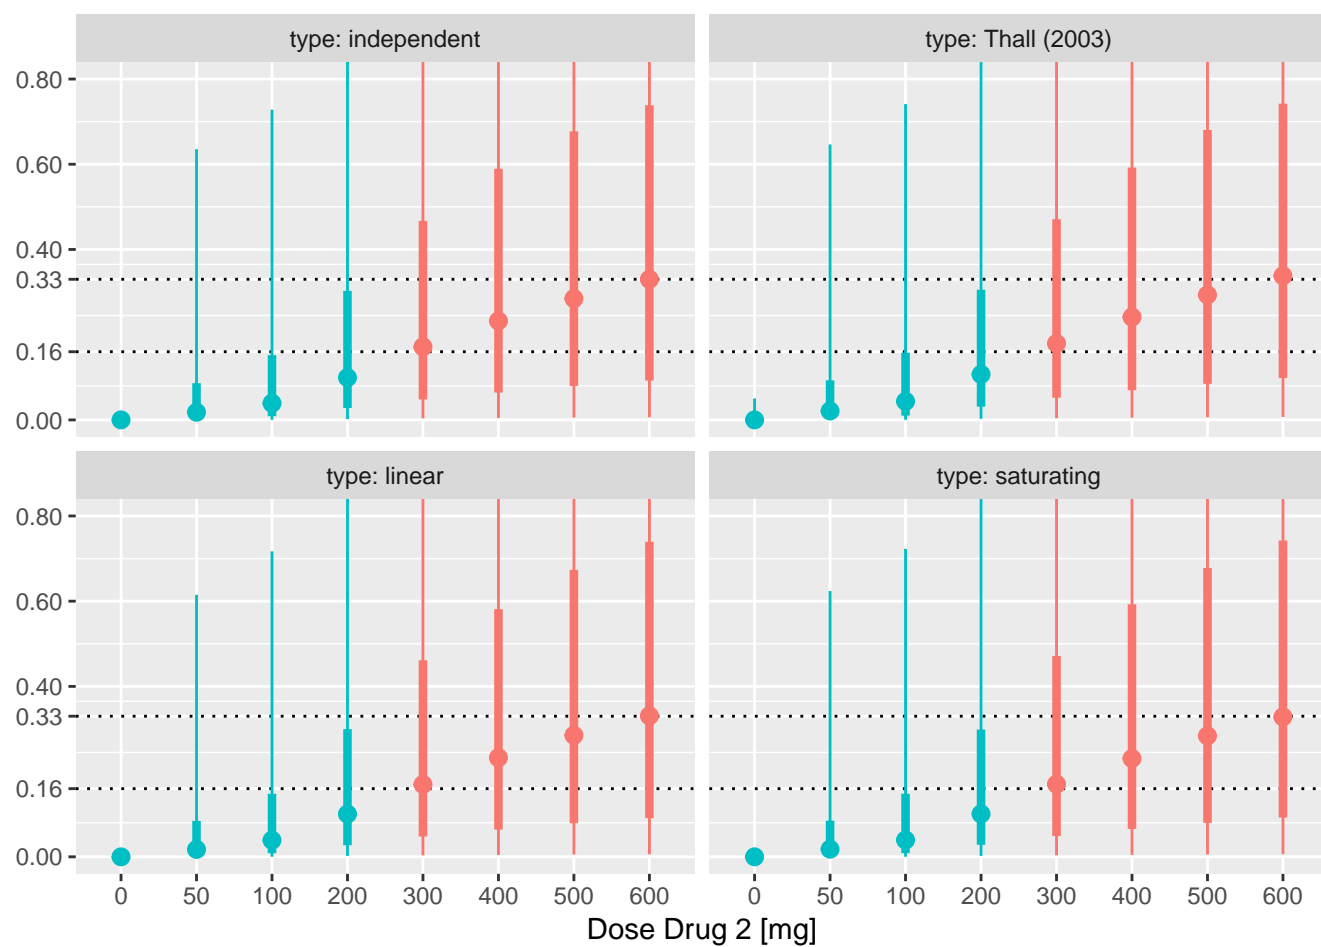 type: independent
type: Thall (2003)
0.80
0.60
0.40
0.33
0.16
0.00
type: linear
type: saturating
0.80
0.60
0.40
0.33
0.16
0.00
0 50 100 200 300 400 500 600 0 50 100 200 300 400 500 600
Dose Drug 2 [mg]